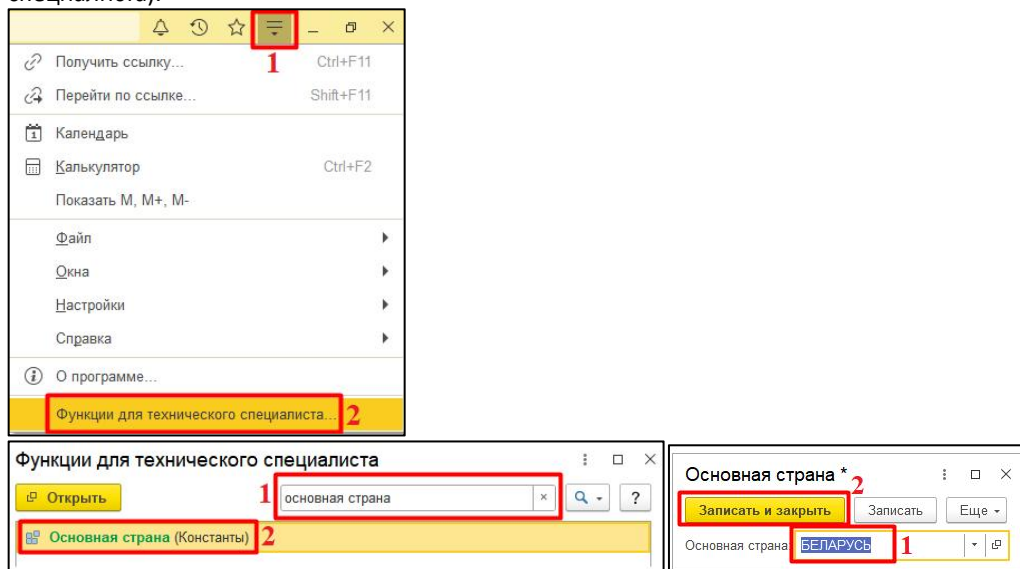 1
Получить ссылку... Ctrl+F11
Перейти по ссылке... Shift+F11
Календарь
Калькулятор Ctrl+F2
Показать M, M+, M-
Файл
Окна
Настройки
Справка
О программе...
Функции для технического специалиста... 2
Функции для технического специалиста
Открыть 1 основная страна × ?
Основная страна (Константы) 2
Основная страна * 2
Записать и закрыть Записать Еще
Основная страна: БЕЛАРУСЬ 1